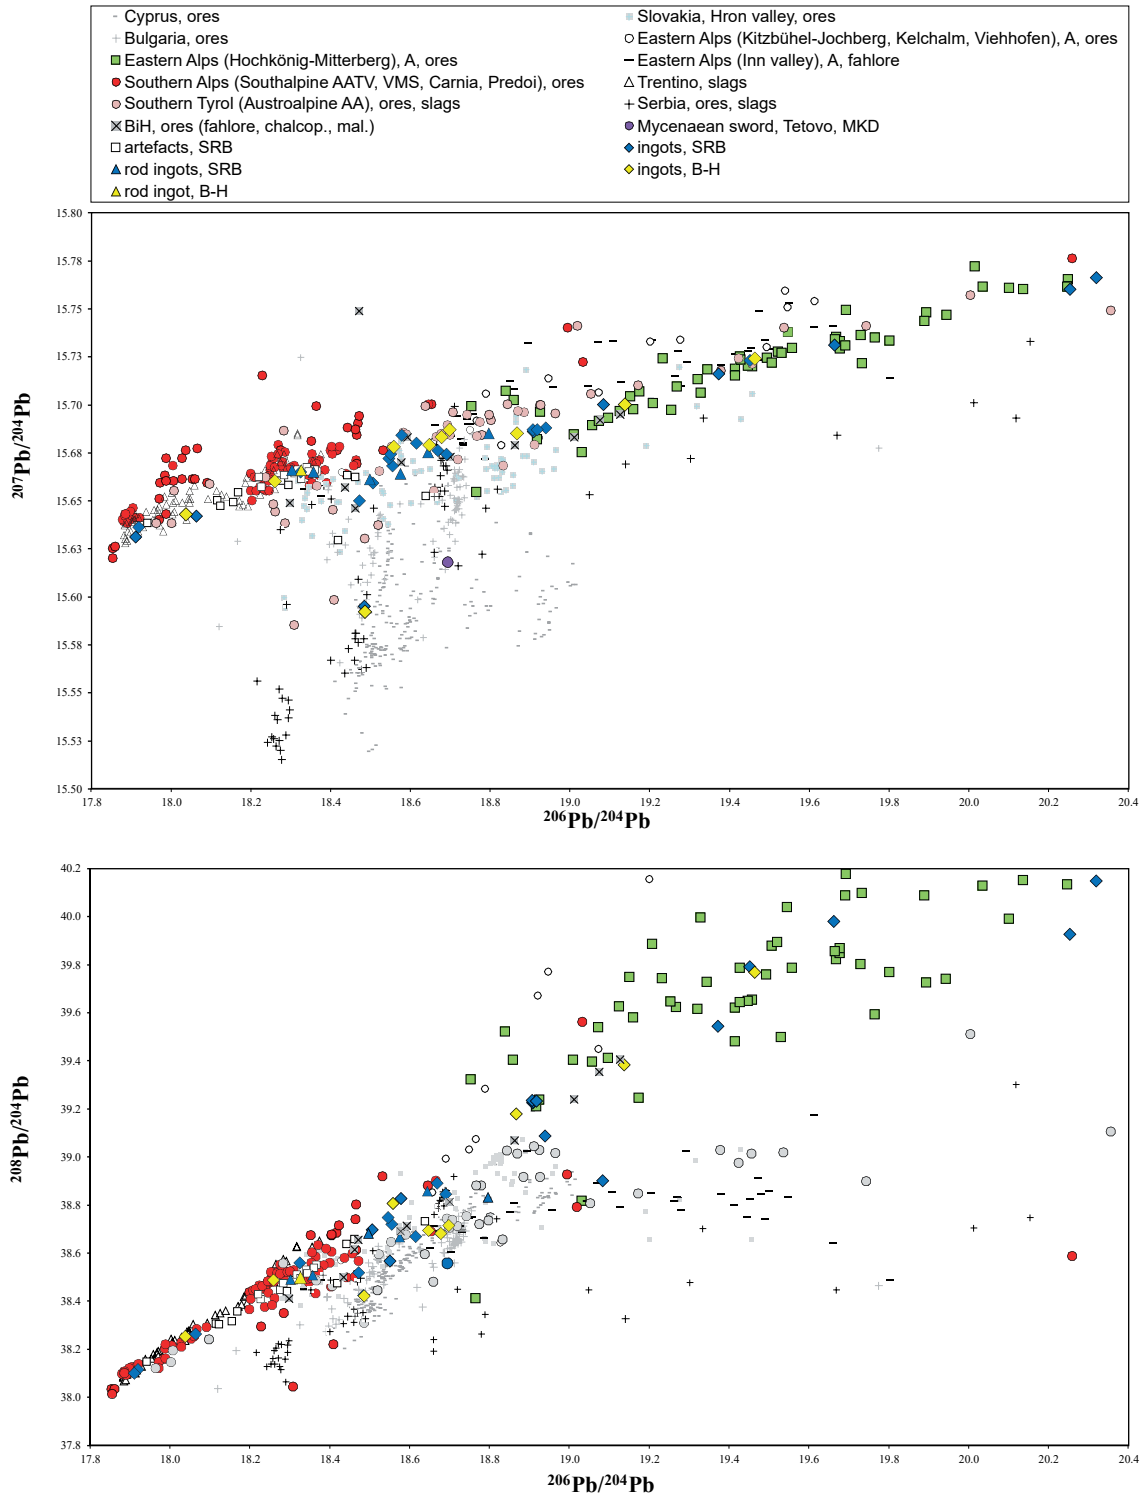 Cyprus, ores
Slovakia, Hron valley, ores
Bulgaria, ores
Eastern Alps (Kitzbühel-Jochberg, Kelchalm, Viehhofen), A, ores
Eastern Alps (Hochkönig-Mitterberg), A, ores
Eastern Alps (Inn valley), A, fahlore
Southern Alps (Southalpine AATV, VMS, Carnia, Predoi), ores
Trentino, slags
Southern Tyrol (Austroalpine AA), ores, slags
Serbia, ores, slags
BiH, ores (fahlore, chalcop., mal.)
Mycenaean sword, Tetovo, MKD
artefacts, SRB
ingots, SRB
rod ingots, SRB
ingots, B-H
rod ingot, B-H
15.80
15.78
15.75
15.73
15.70
15.68
15.65
15.63
15.60
15.58
15.55
15.53
15.50
207Pb/204Pb
17.8 18.0 18.2 18.4 18.6 18.8 19.0 19.2 19.4 19.6 19.8 20.0 20.2 20.4
206Pb/204Pb
40.2
40.0
39.8
39.6
39.4
39.2
39.0
38.8
38.6
38.4
38.2
38.0
37.8
208Pb/204Pb
17.8 18.0 18.2 18.4 18.6 18.8 19.0 19.2 19.4 19.6 19.8 20.0 20.2 20.4
206Pb/204Pb